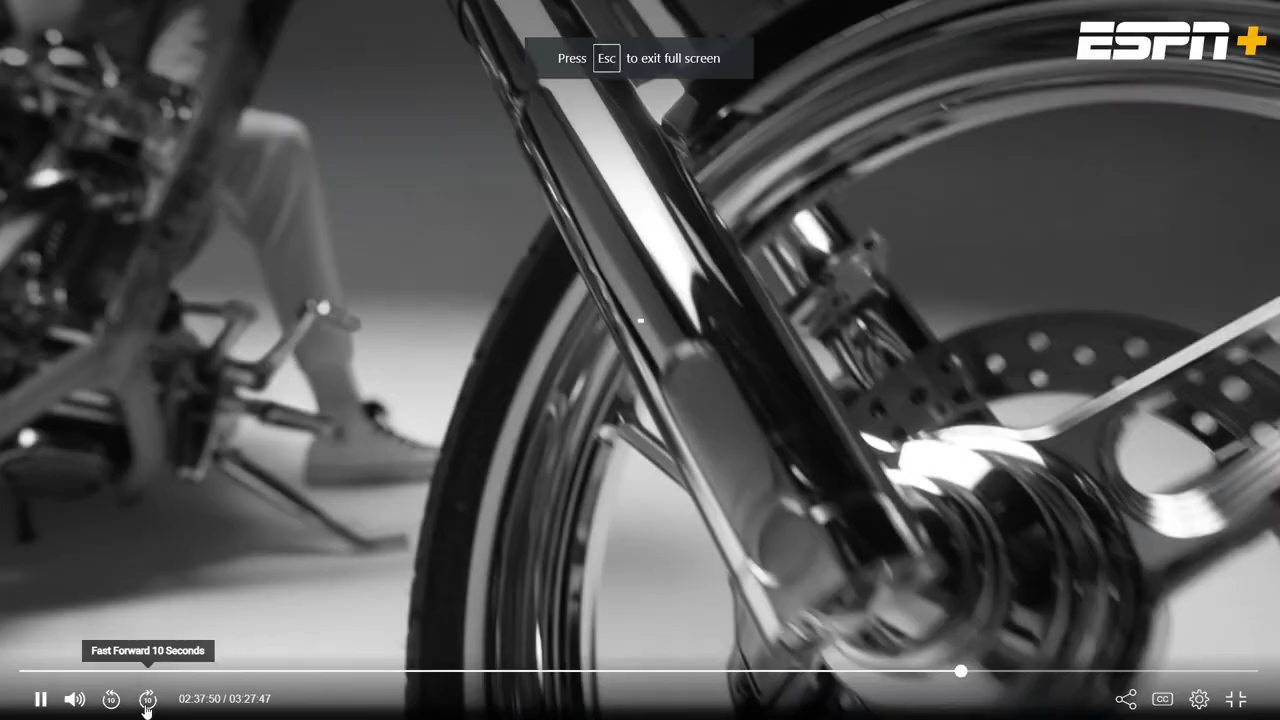 Press Esc to exit full screen
ESPN+
Fast Forward 10 Seconds
10
10
02:37:50 / 03:27:47
CC